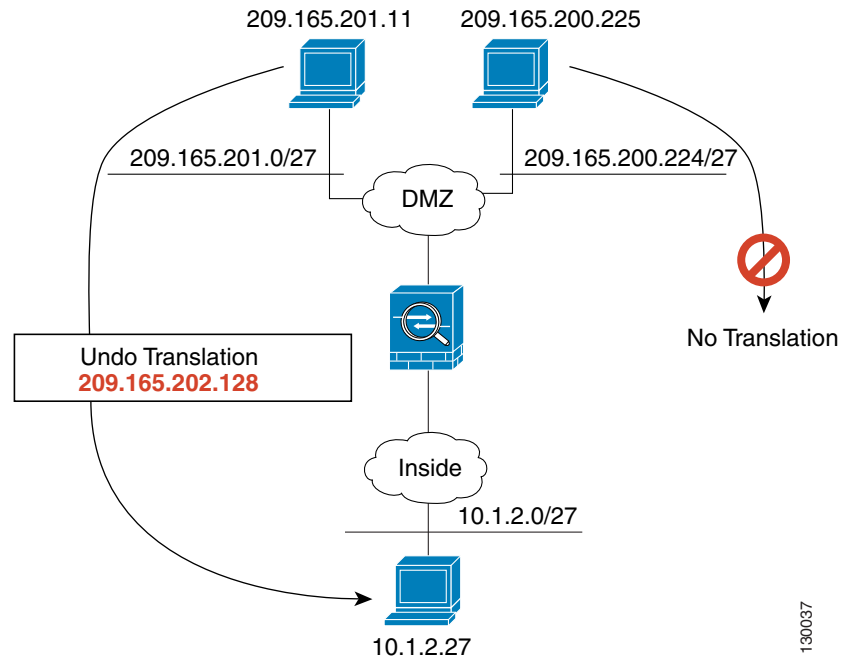 209.165.201.11
209.165.200.225
209.165.201.0/27
209.165.200.224/27
DMZ
No Translation
Undo Translation
209.165.202.128
Inside
10.1.2.0/27
10.1.2.27
130037